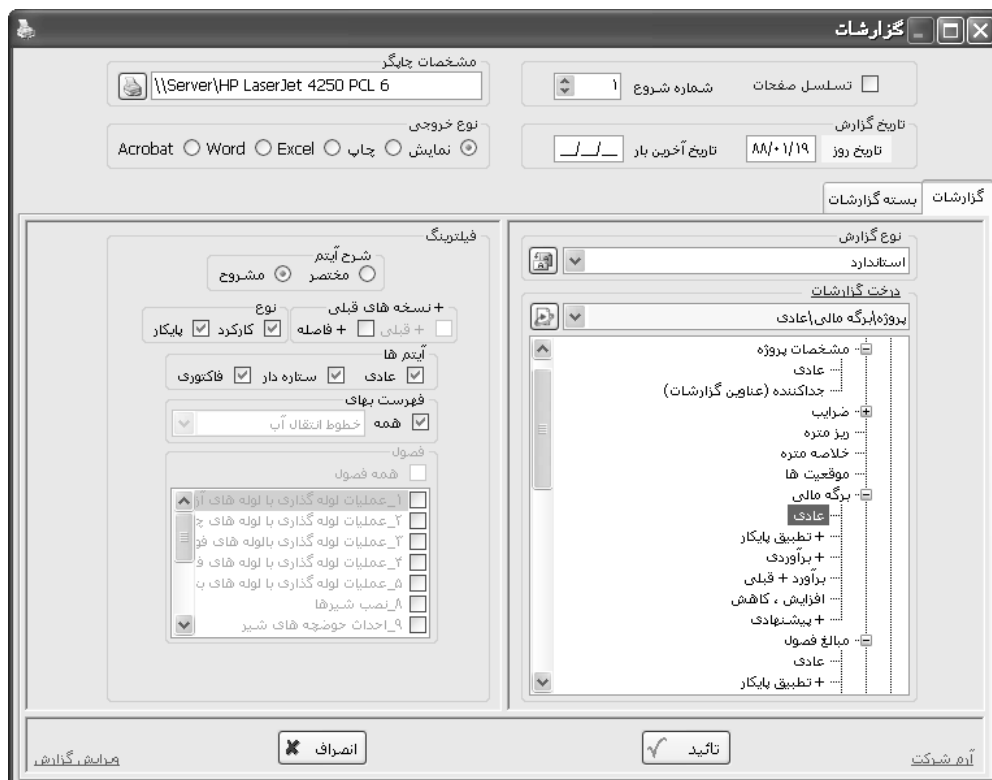 گزارشات
تسلسل صفحات
شماره شروع ۱
مشخصات چاپگر
\\Server\HP LaserJet 4250 PCL 6
تاریخ گزارش
تاریخ روز ۸۸/۰۱/۱۹
تاریخ آخرین بار __/__/__
نوع خروجی
نمایش چاپ Excel Word Acrobat
گزارشات بسته گزارشات
نوع گزارش
استاندارد
درخت گزارشات
پروژه\برگه مالی\عادی
مشخصات پروژه
عادی
جداکننده (عناوین گزارشات)
ضرایب
ریز متره
خلاصه متره
موقعیت ها
برگه مالی
عادی
+ تطبیق پایکار
+ برآوردی
برآورد + قبلی
افزایش ، کاهش
+ پیشنهادی
مبالغ فصول
عادی
+ تطبیق پایکار
فیلترینگ
شرح آیتم
مختصر مشروح
+ نسخه های قبلی
+ قبلی + فاصله
نوع
کارکرد پایکار
آیتم ها
عادی ستاره دار فاکتوری
فهرست بهای
همه خطوط انتقال آب
فصول
همه فصول
۱_عملیات لوله گذاری با لوله های
۲_عملیات لوله گذاری با لوله های
۳_عملیات لوله گذاری بالوله های
۴_عملیات لوله گذاری با لوله های
۵_عملیات لوله گذاری با لوله های
۸_نصب شیرها
۹_احداث حوضچه های شیر
تائید
انصراف
آرم شرکت
ویرایش گزارش